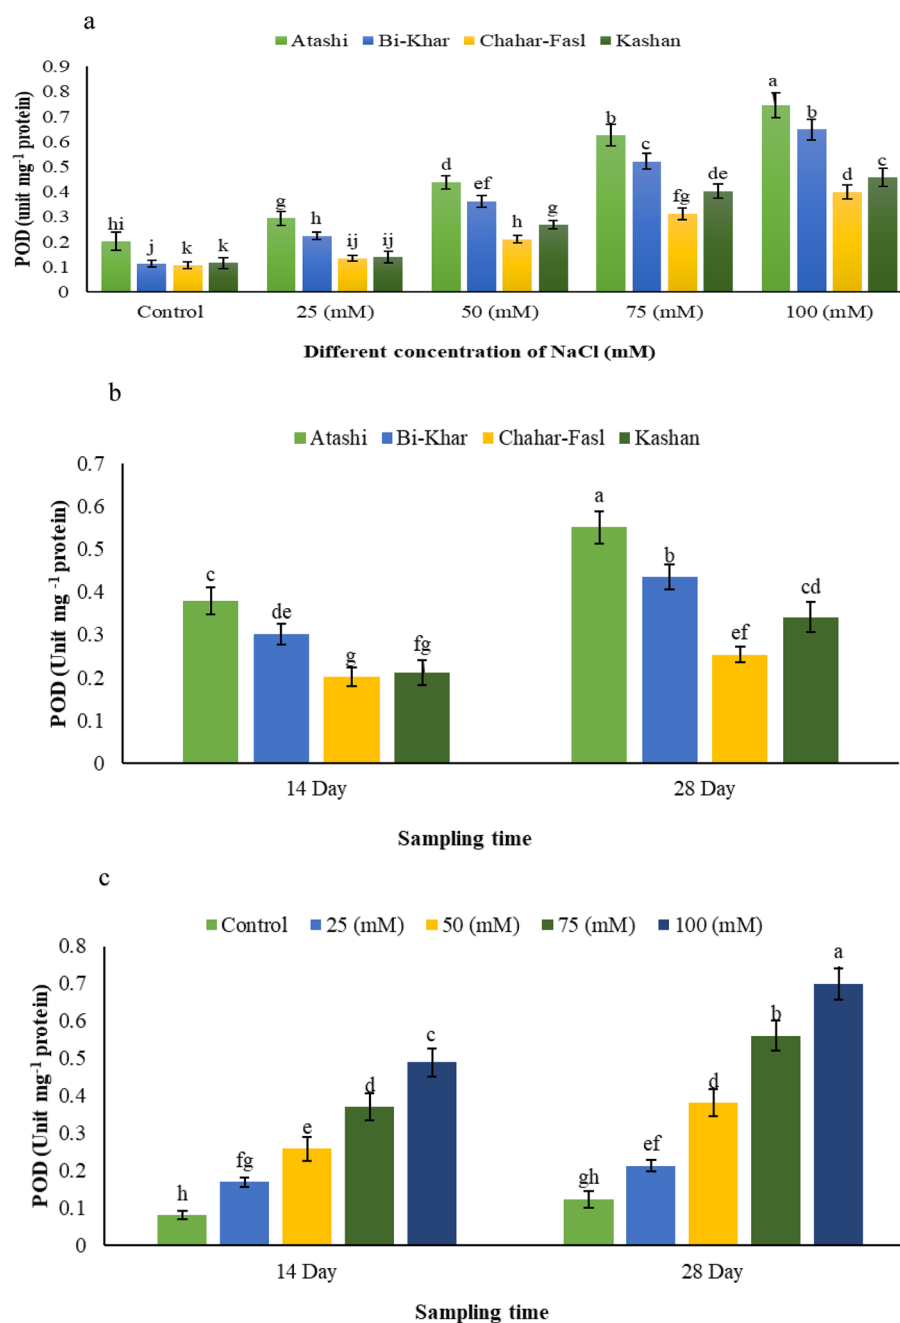 a
Atashi Bi-Khar Chahar-Fasl Kashan
POD (unit mg-1 protein)
0.9
0.8
0.7
0.6
0.5
0.4
0.3
0.2
0.1
0
hi j k k g h ij ij d ef h g b c fg de a b d c
Control 25 (mM) 50 (mM) 75 (mM) 100 (mM)
Different concentration of NaCl (mM)
b
Atashi Bi-Khar Chahar-Fasl Kashan
POD (Unit mg -1 protein)
0.7
0.6
0.5
0.4
0.3
0.2
0.1
0
c de g fg a b ef cd
14 Day 28 Day
Sampling time
c
Control 25 (mM) 50 (mM) 75 (mM) 100 (mM)
POD (Unit mg-1 protein)
0.8
0.7
0.6
0.5
0.4
0.3
0.2
0.1
0
h fg e d c gh ef d b a
14 Day 28 Day
Sampling time